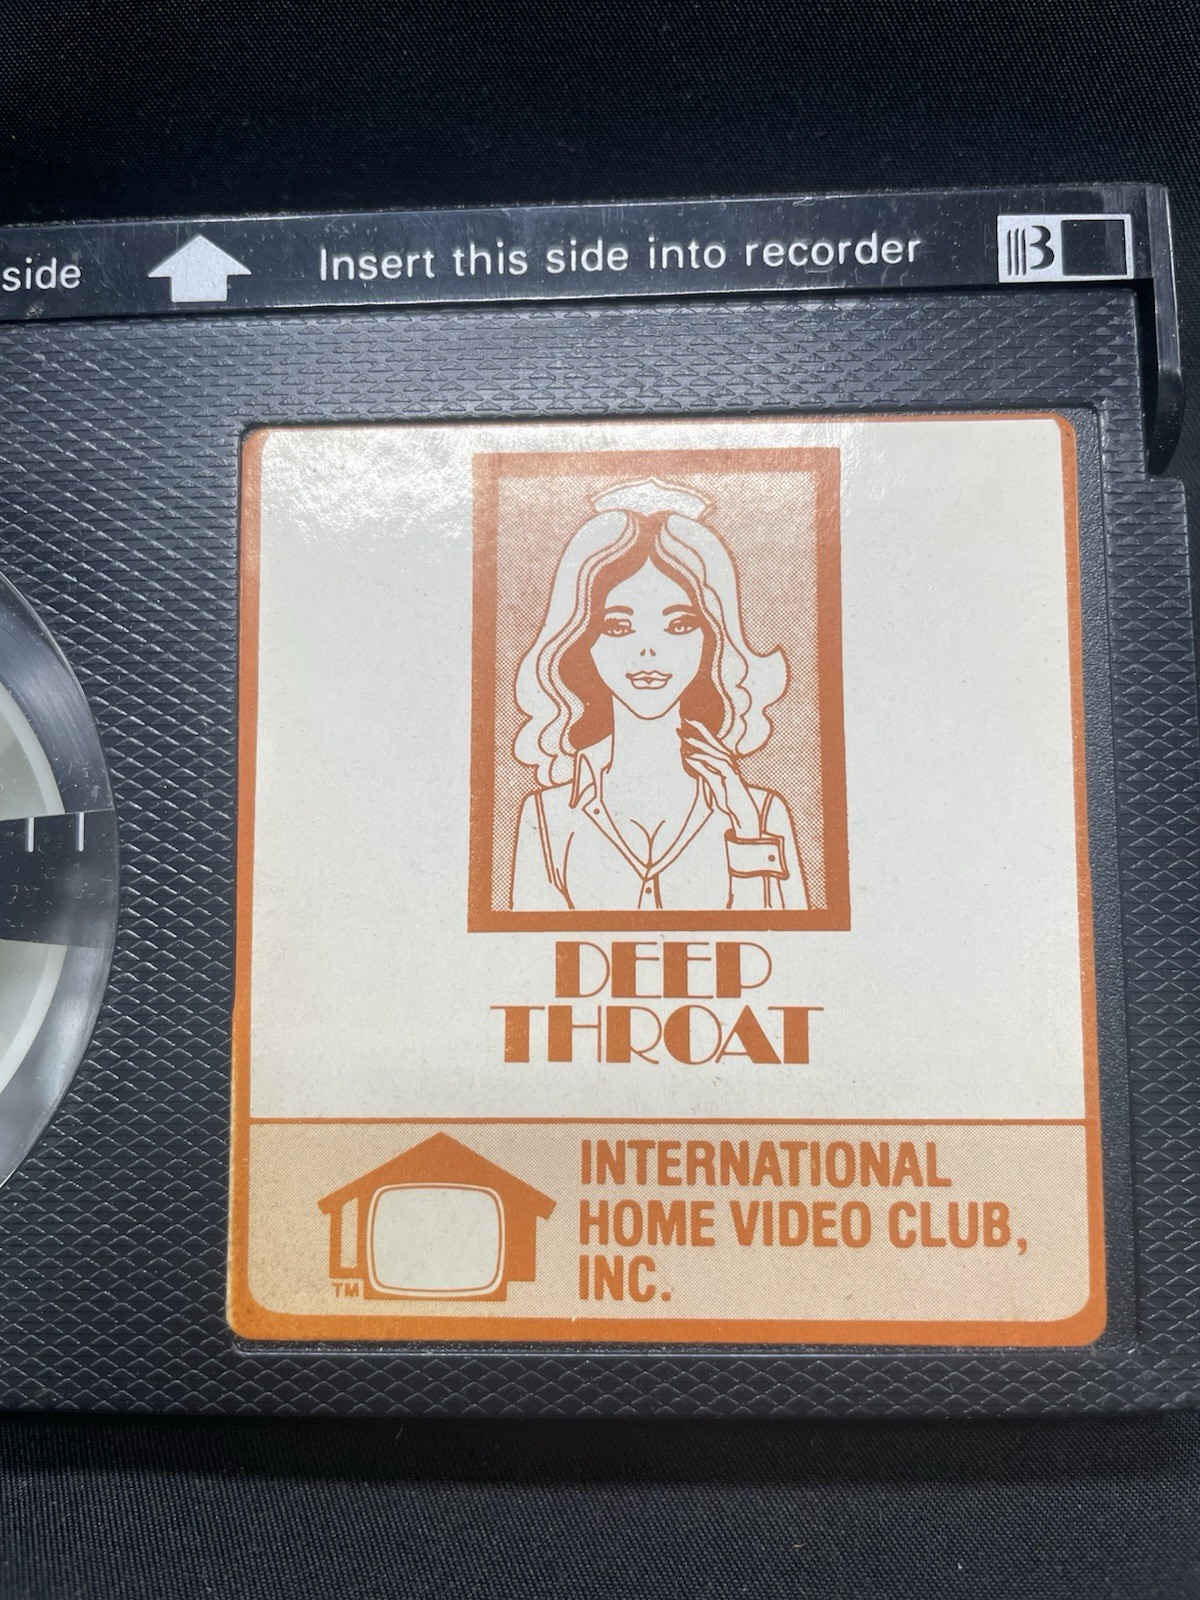 side
Insert this side into recorder
B
DEEP
THROAT
INTERNATIONAL
HOME VIDEO CLUB,
INC.
TM